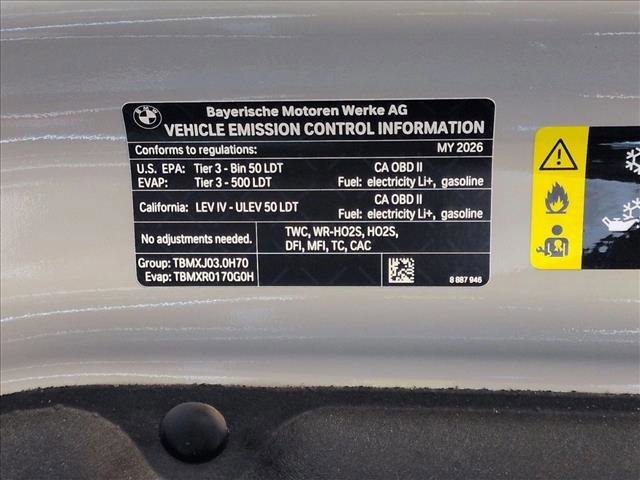 BMW
Bayerische Motoren Werke AG
VEHICLE EMISSION CONTROL INFORMATION
Conforms to regulations: MY 2026
U.S. EPA: Tier 3 - Bin 50 LDT CA OBD II
EVAP: Tier 3 - 500 LDT Fuel: electricity Li+, gasoline
California: LEV IV - ULEV 50 LDT CA OBD II
Fuel: electricity Li+, gasoline
No adjustments needed. TWC, WR-HO2S, HO2S,
DFI, MFI, TC, CAC
Group: TBMXJ03.0H70
Evap: TBMXR0170G0H
8 887 946